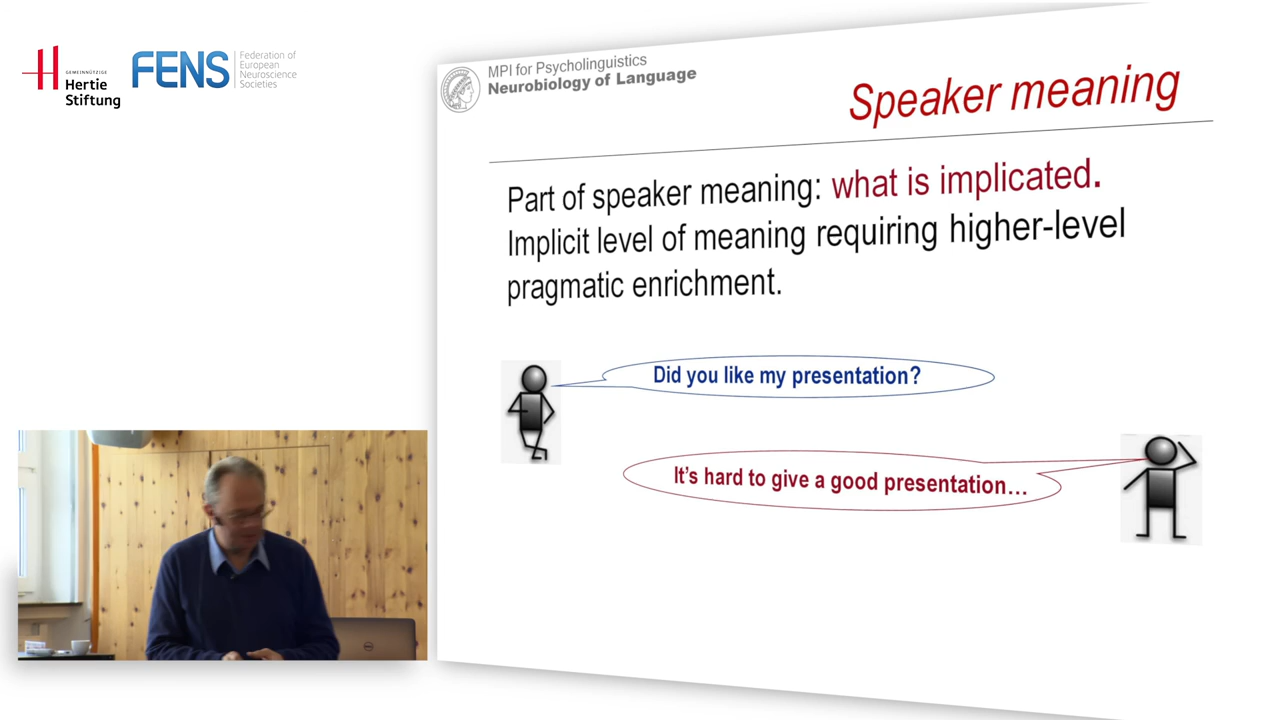 GEMEINNÜTZIGE
Hertie
Stiftung
FENS
Federation of
European
Neuroscience
Societies
MPI for Psycholinguistics
Neurobiology of Language
Speaker meaning
Part of speaker meaning: what is implicated.
Implicit level of meaning requiring higher-level
pragmatic enrichment.
Did you like my presentation?
It's hard to give a good presentation…
DELL